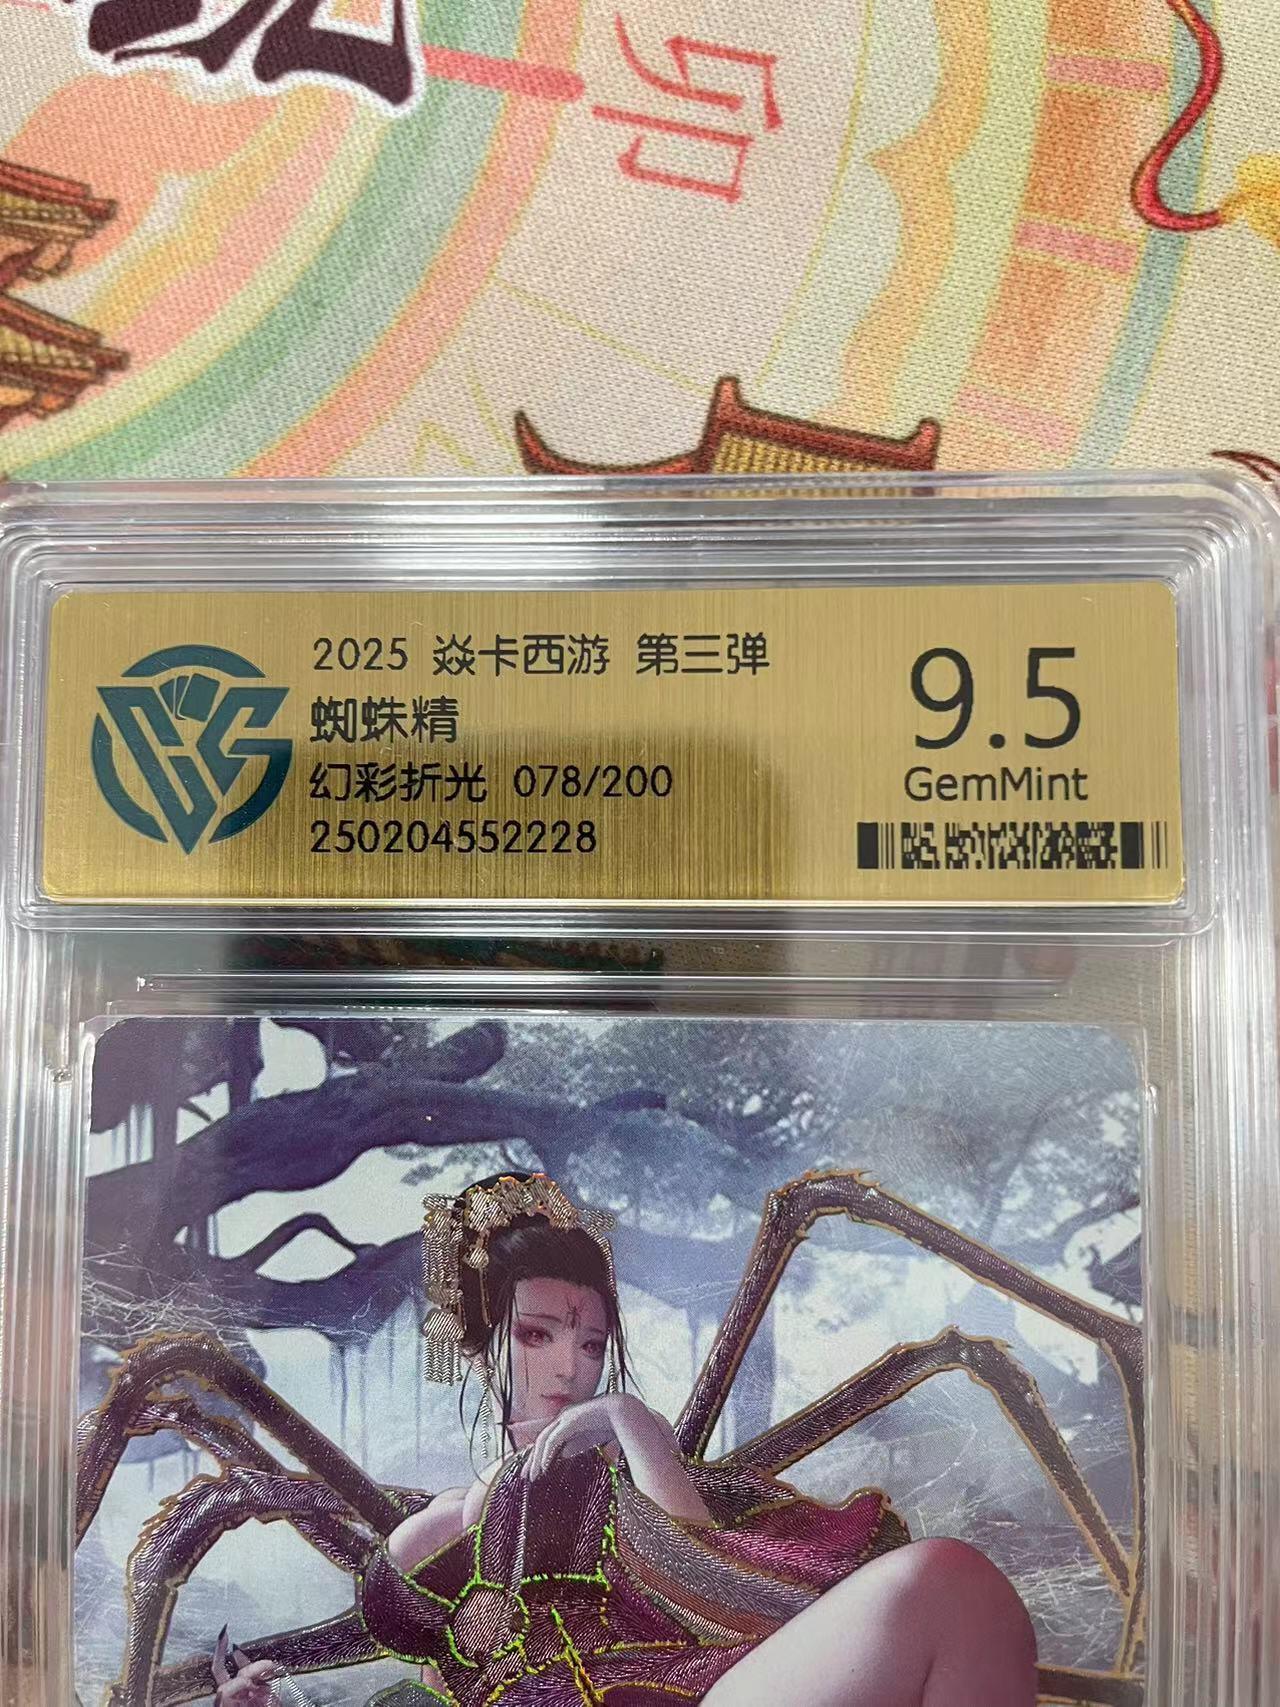 卯
2025 焱卡西游 第三弹
蜘蛛精
幻彩折光 078/200
250204552228
9.5
GemMint